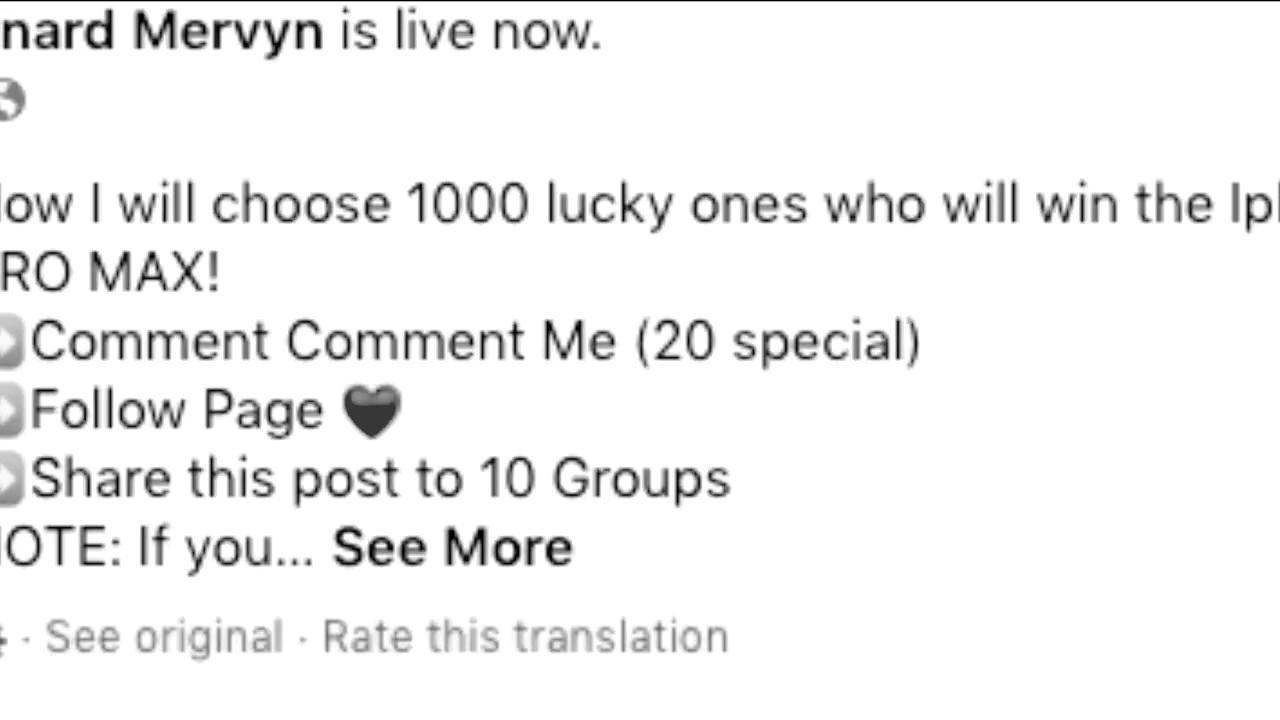 nard Mervyn is live now.
ow I will choose 1000 lucky ones who will win the Ip
RO MAX!
Comment Comment Me (20 special)
Follow Page 🖤
Share this post to 10 Groups
OTE: If you... See More
· See original · Rate this translation